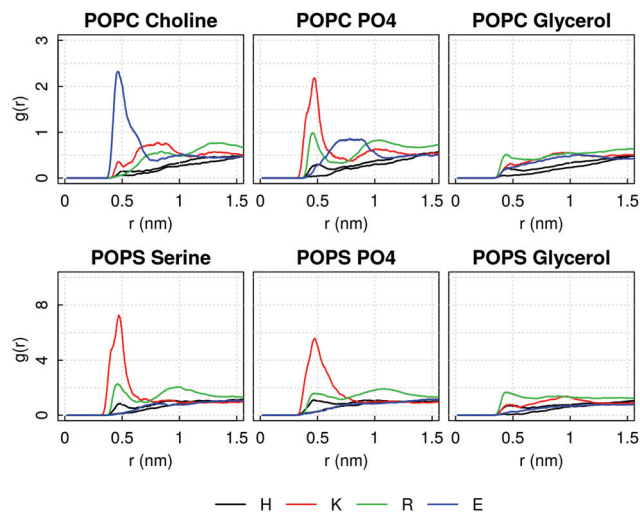 POPC Choline POPC PO4 POPC Glycerol
3
2
1
0
g(r)
0 0.5 1 1.5 0 0.5 1 1.5 0 0.5 1 1.5
r (nm) r (nm) r (nm)
POPS Serine POPS PO4 POPS Glycerol
8
4
0
g(r)
0 0.5 1 1.5 0 0.5 1 1.5 0 0.5 1 1.5
r (nm) r (nm) r (nm)
H K R E